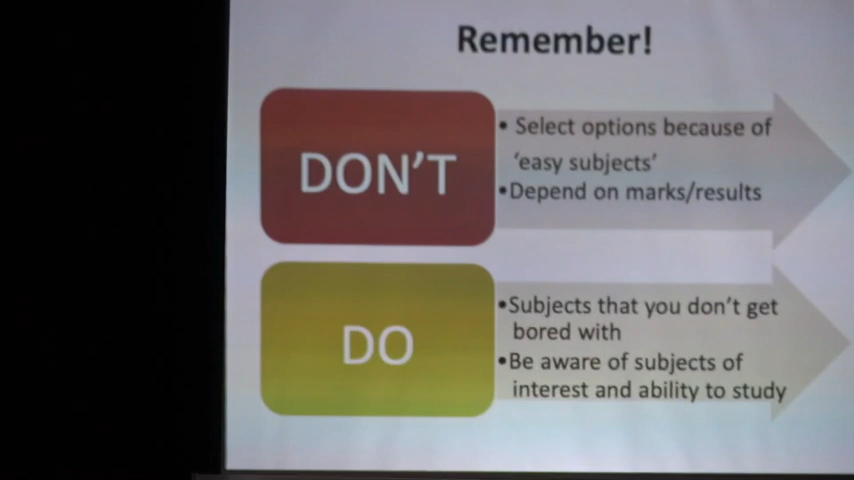 Remember!
DON'T
• Select options because of
'easy subjects'
•Depend on marks/results
DO
•Subjects that you don't get
bored with
•Be aware of subjects of
interest and ability to study